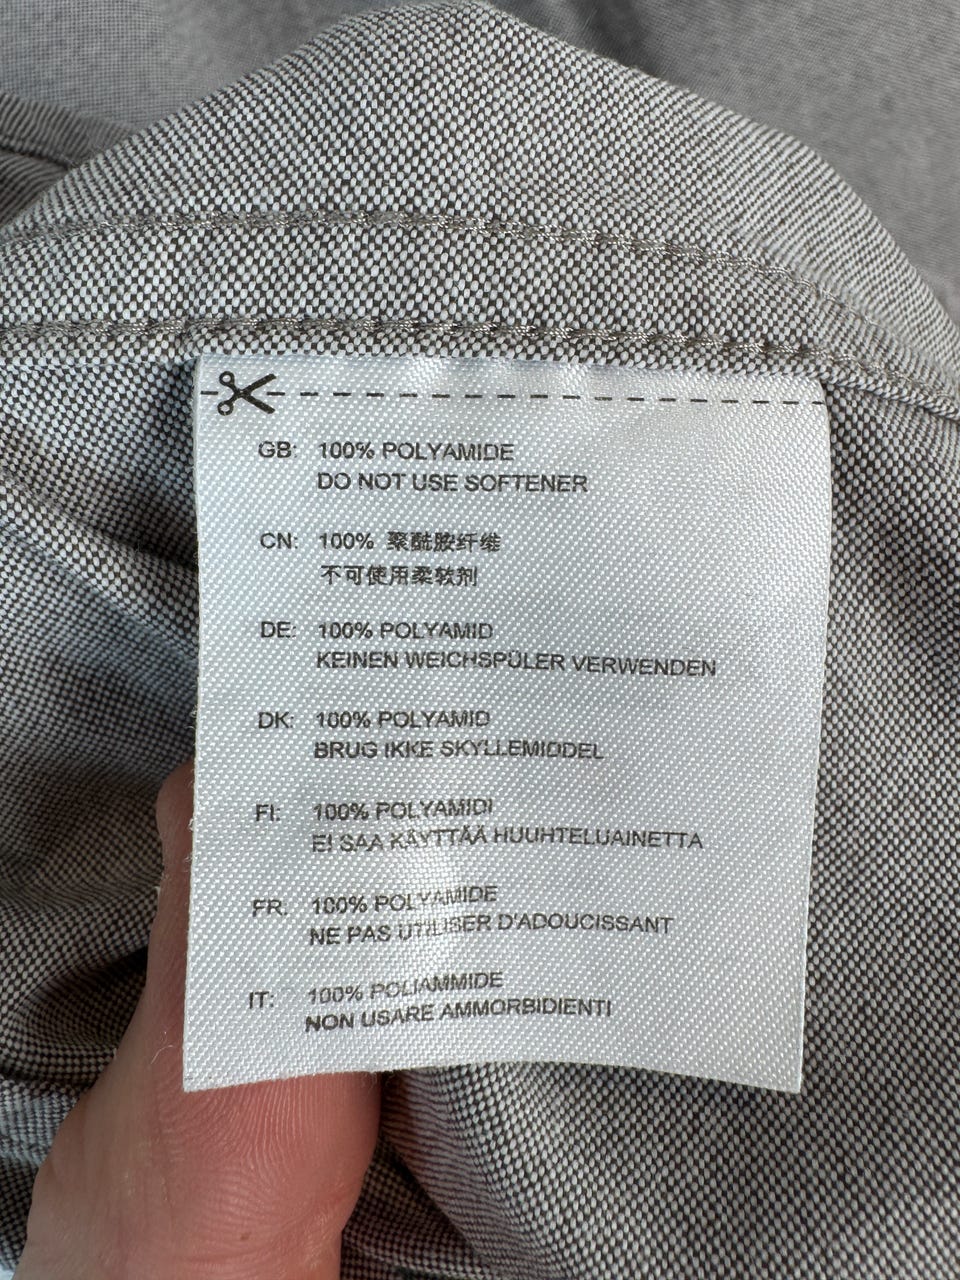 GB: 100% POLYAMIDE
DO NOT USE SOFTENER
CN: 100% 聚酰胺纤维
不可使用柔软剂
DE: 100% POLYAMID
KEINEN WEICHSPÜLER VERWENDEN
DK: 100% POLYAMID
BRUG IKKE SKYLLEMIDDEL
FI: 100% POLYAMIDI
EI SAA KÄYTTÄÄ HUUHTELUAINETTA
FR: 100% POLYAMIDE
NE PAS UTILISER D'ADOUCISSANT
IT: 100% POLIAMMIDE
NON USARE AMMORBIDIENTI